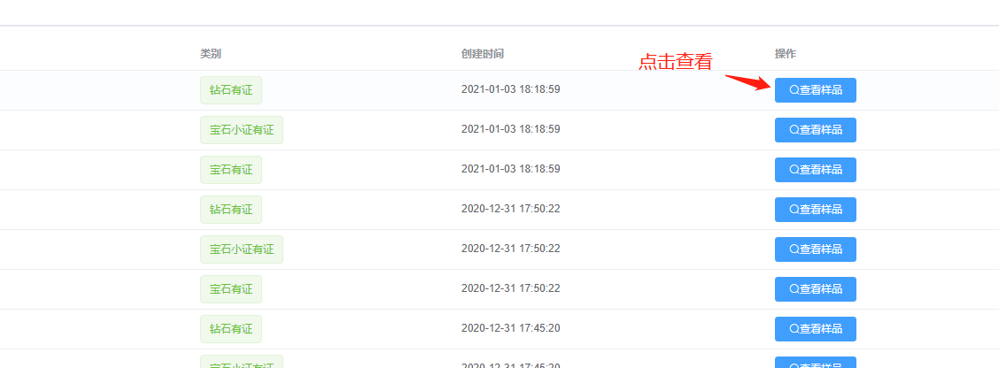 类别 创建时间 操作
点击查看
钻石有证 2021-01-03 18:18:59 查看样品
宝石小证有证 2021-01-03 18:18:59 查看样品
宝石有证 2021-01-03 18:18:59 查看样品
钻石有证 2020-12-31 17:50:22 查看样品
宝石小证有证 2020-12-31 17:50:22 查看样品
宝石有证 2020-12-31 17:50:22 查看样品
钻石有证 2020-12-31 17:45:20 查看样品
宝石小证有证 2020-12-31 17:45:20 查看样品